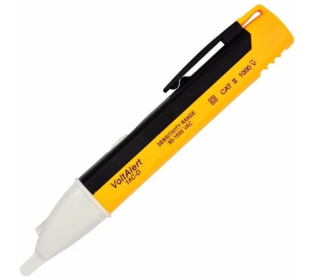 VoltAlert
1AC-D
SENSITIVITY RANGE
90-1000 VAC
CAT II 1000 V